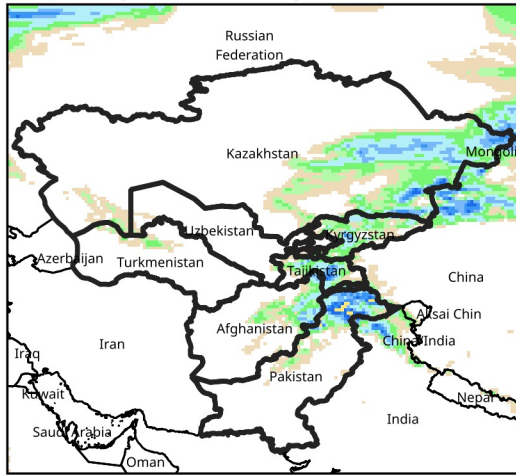 Russian
Federation
Kazakhstan
Mongoli
Uzbekistan
Kyrgyzstan
Azerbaijan
Turkmenistan
Tajikistan
China
Aksai Chin
Afghanistan
China/India
Iraq
Iran
Pakistan
Kuwait
Nepal
India
Saudi Arabia
Oman